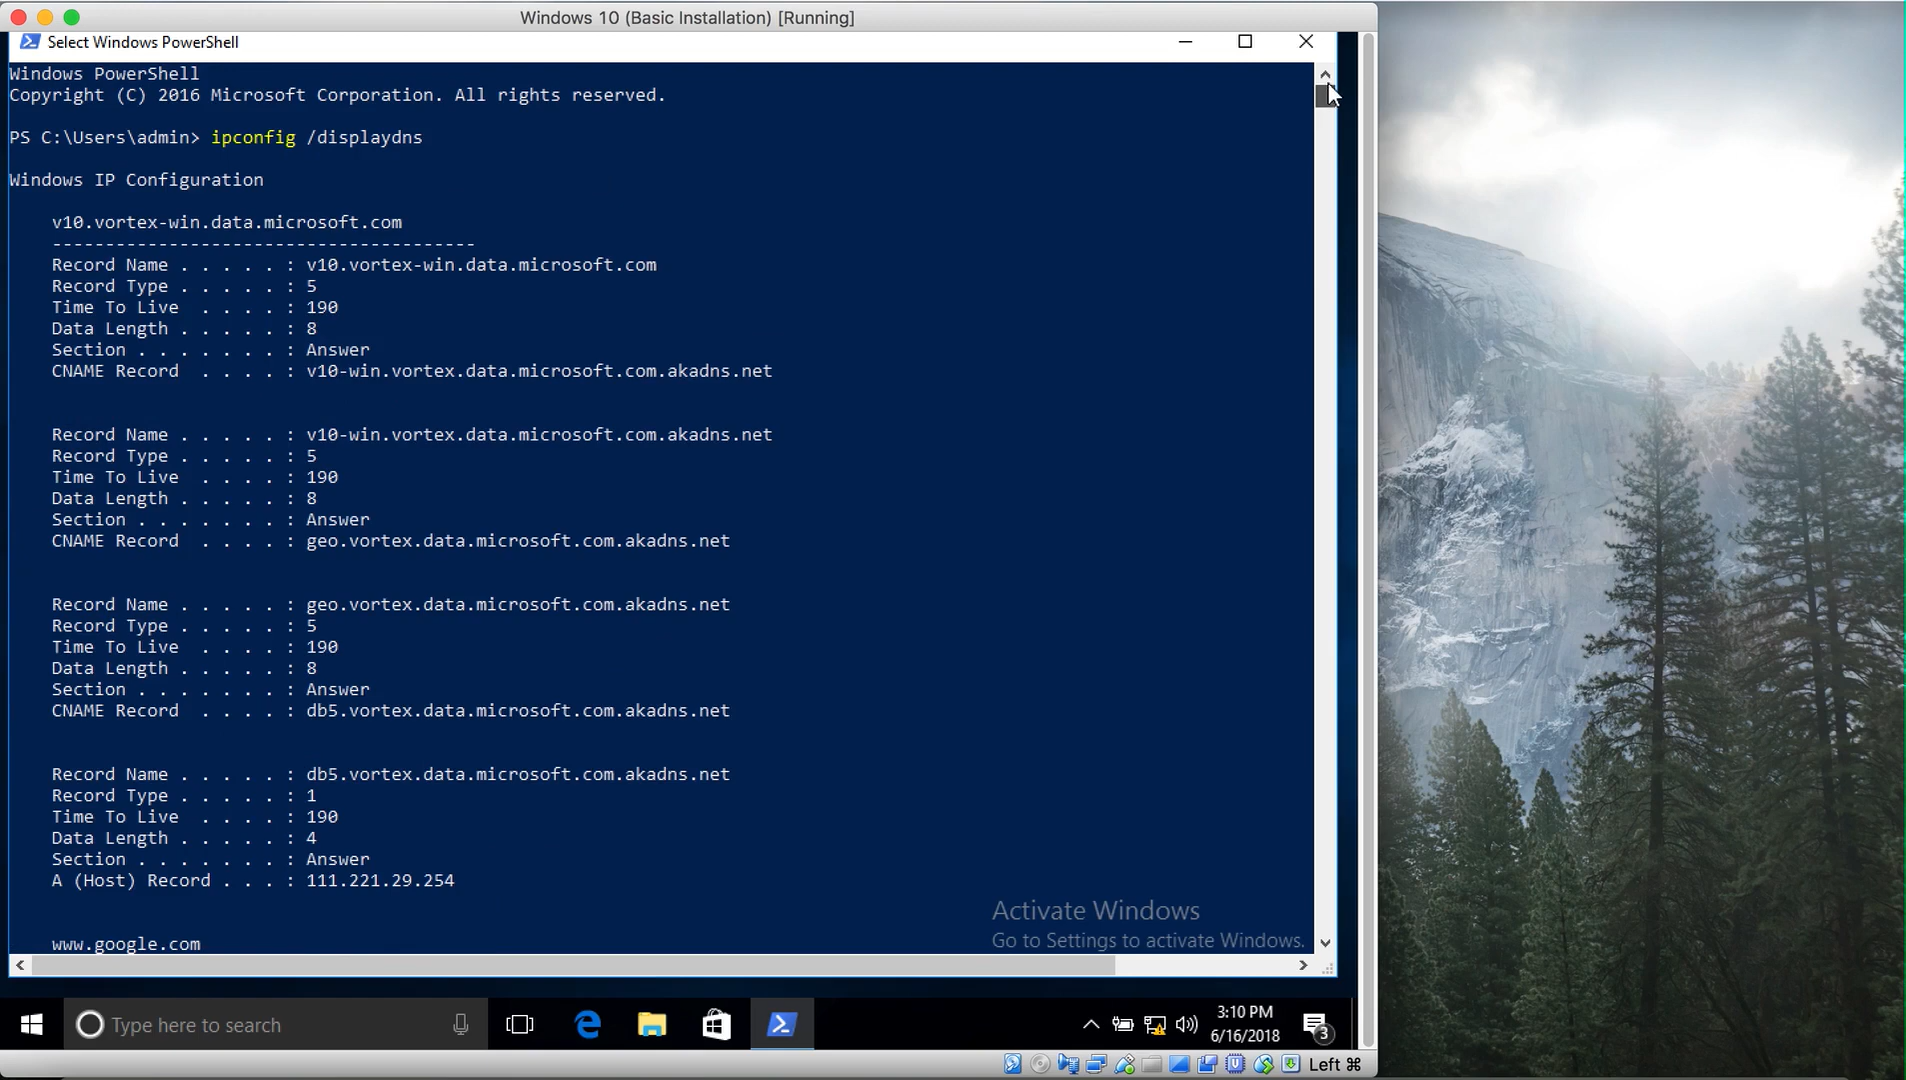 Windows 10 (Basic Installation) [Running]
Select Windows PowerShell
Windows PowerShell
Copyright (C) 2016 Microsoft Corporation. All rights reserved.
PS C:\Users\admin> ipconfig /displaydns
Windows IP Configuration
v10.vortex-win.data.microsoft.com
----------------------------------------
Record Name . . . . . : v10.vortex-win.data.microsoft.com
Record Type . . . . . : 5
Time To Live  . . . . : 190
Data Length . . . . . : 8
Section . . . . . . . : Answer
CNAME Record  . . . . : v10-win.vortex.data.microsoft.com.akadns.net
Record Name . . . . . : v10-win.vortex.data.microsoft.com.akadns.net
Record Type . . . . . : 5
Time To Live  . . . . : 190
Data Length . . . . . : 8
Section . . . . . . . : Answer
CNAME Record  . . . . : geo.vortex.data.microsoft.com.akadns.net
Record Name . . . . . : geo.vortex.data.microsoft.com.akadns.net
Record Type . . . . . : 5
Time To Live  . . . . : 190
Data Length . . . . . : 8
Section . . . . . . . : Answer
CNAME Record  . . . . : db5.vortex.data.microsoft.com.akadns.net
Record Name . . . . . : db5.vortex.data.microsoft.com.akadns.net
Record Type . . . . . : 1
Time To Live  . . . . : 190
Data Length . . . . . : 4
Section . . . . . . . : Answer
A (Host) Record . . . : 111.221.29.254
www.google.com
Activate Windows
Go to Settings to activate Windows.
Type here to search
3:10 PM
6/16/2018
3
Left ⌘